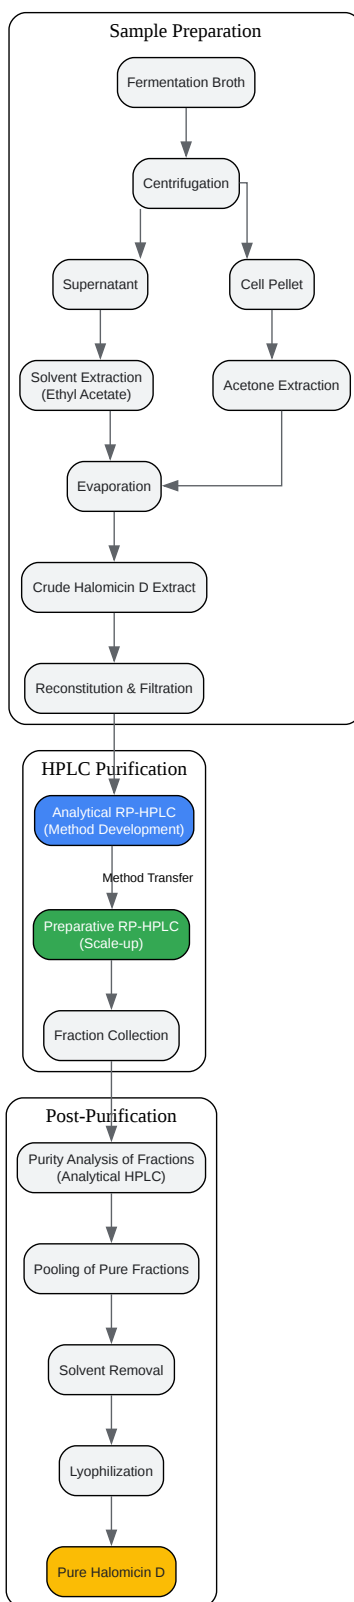 Sample Preparation
Fermentation Broth
Centrifugation
Supernatant
Cell Pellet
Solvent Extraction
(Ethyl Acetate)
Acetone Extraction
Evaporation
Crude Halomicin D Extract
Reconstitution & Filtration
HPLC Purification
Analytical RP-HPLC
(Method Development)
Method Transfer
Preparative RP-HPLC
(Scale-up)
Fraction Collection
Post-Purification
Purity Analysis of Fractions
(Analytical HPLC)
Pooling of Pure Fractions
Solvent Removal
Lyophilization
Pure Halomicin D